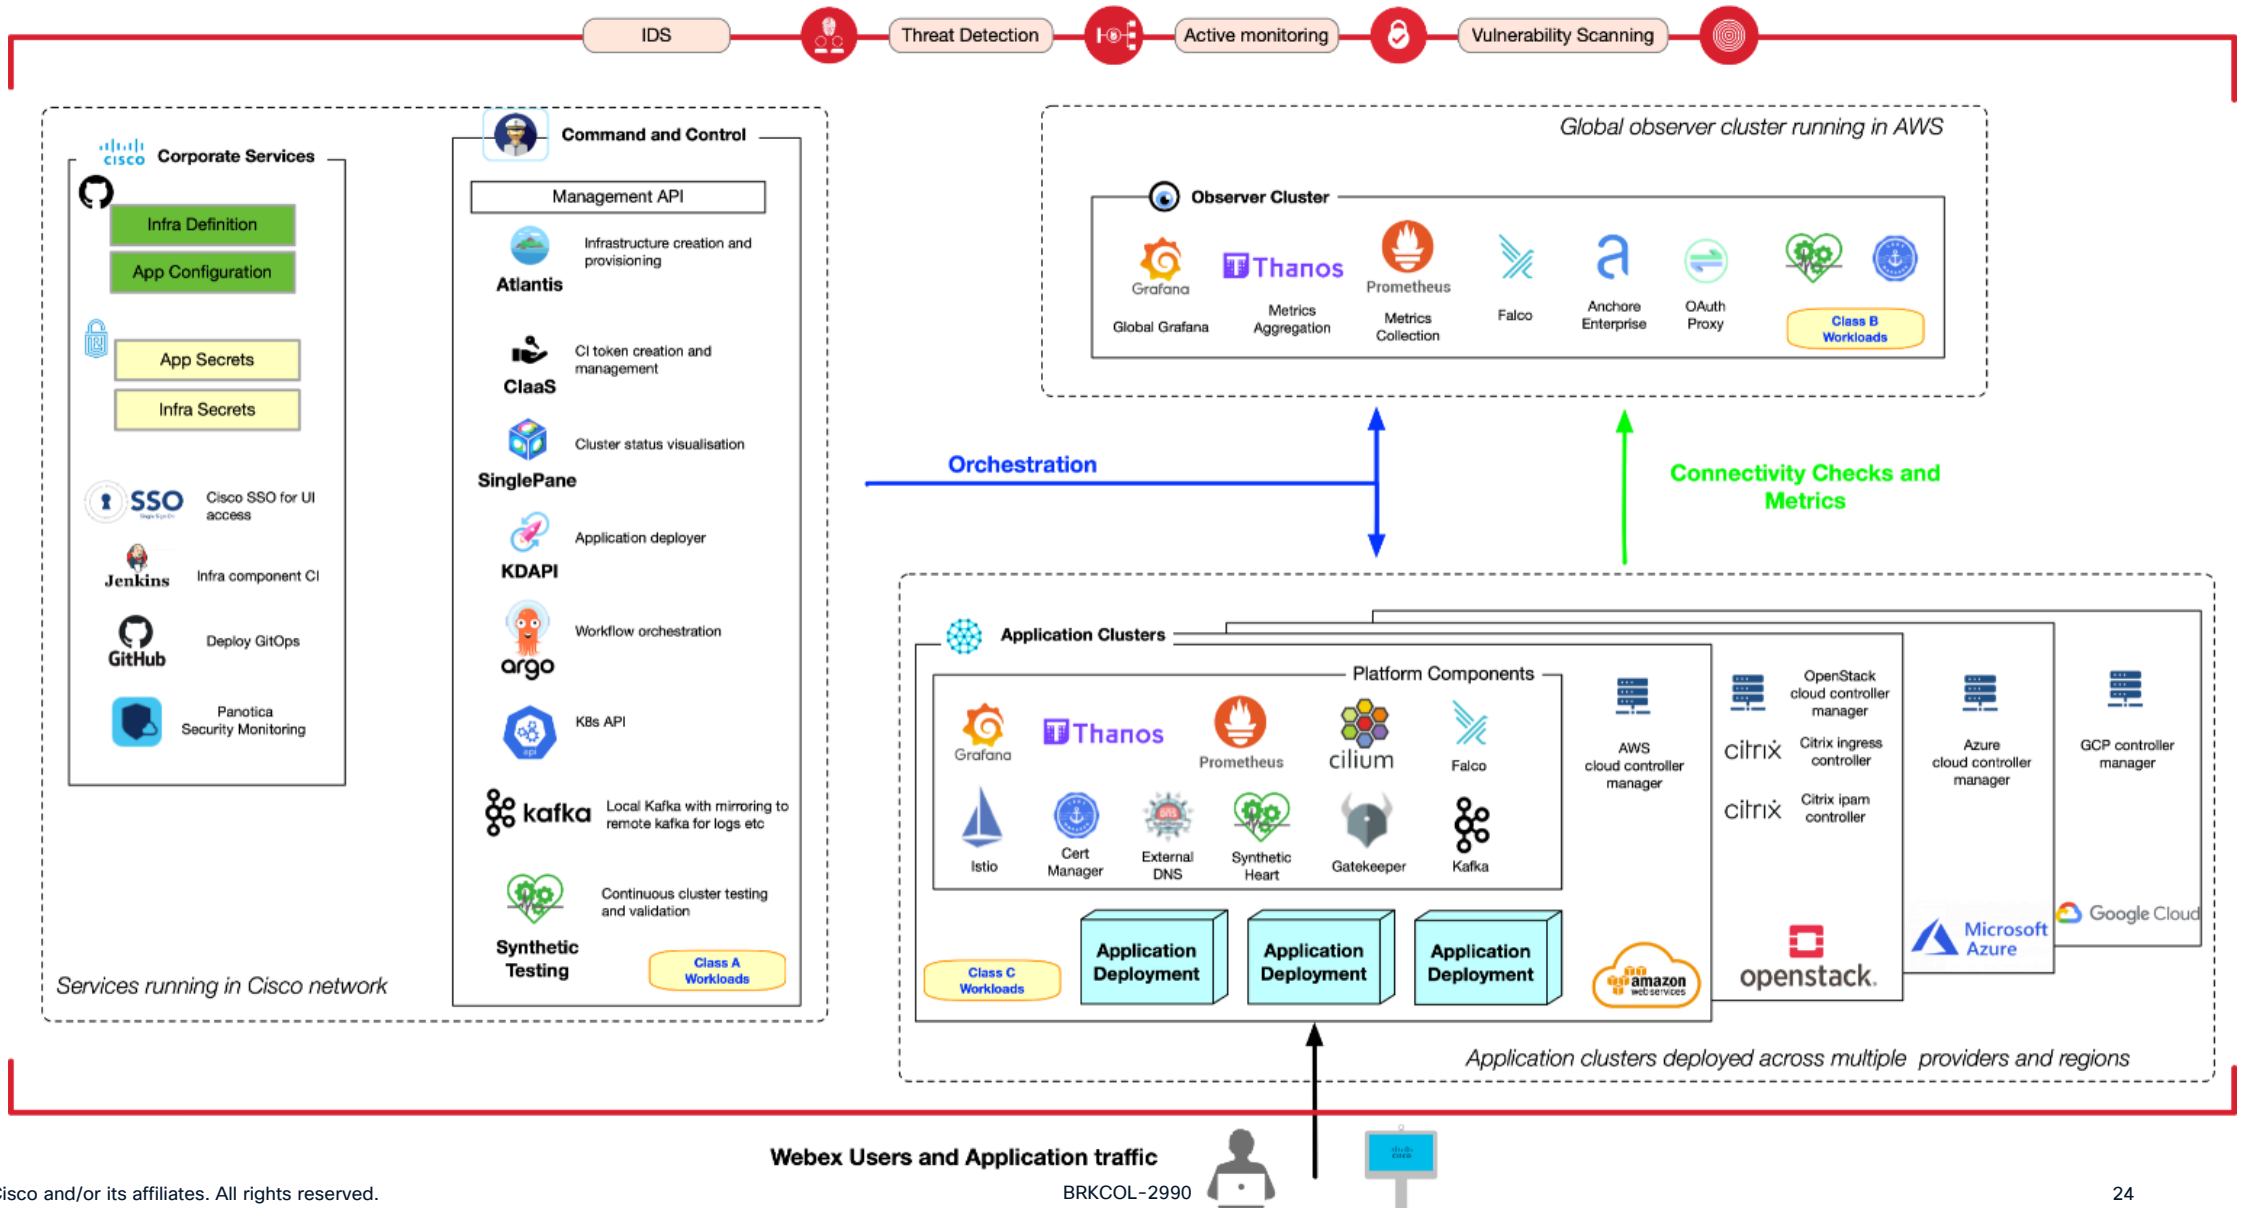 IDS
Threat Detection
Active monitoring
Vulnerability Scanning
cisco
Corporate Services
Infra Definition
App Configuration
App Secrets
Infra Secrets
SSO
Cisco SSO for UI
access
Jenkins
Infra component CI
GitHub
Deploy GitOps
Panotica
Security Monitoring
Services running in Cisco network
Command and Control
Management API
Atlantis
Infrastructure creation and
provisioning
CIaaS
CI token creation and
management
SinglePane
Cluster status visualisation
KDAPI
Application deployer
argo
Workflow orchestration
api
K8s API
kafka
Local Kafka with mirroring to
remote kafka for logs etc
Synthetic
Testing
Continuous cluster testing
and validation
Class A
Workloads
Global observer cluster running in AWS
Observer Cluster
Grafana
Global Grafana
Thanos
Metrics
Aggregation
Prometheus
Metrics
Collection
Falco
Anchore
Enterprise
OAuth
Proxy
Class B
Workloads
Orchestration
Connectivity Checks and
Metrics
Application Clusters
Platform Components
Grafana
Thanos
Prometheus
cilium
Falco
Istio
Cert
Manager
DNS
External
DNS
Synthetic
Heart
Gatekeeper
Kafka
Class C
Workloads
Application
Deployment
Application
Deployment
Application
Deployment
AWS
cloud controller
manager
amazon
web services
OpenStack
cloud controller
manager
citrix
Citrix ingress
controller
citrix
Citrix ipam
controller
openstack.
Azure
cloud controller
manager
Microsoft
Azure
GCP controller
manager
Google Cloud
Application clusters deployed across multiple providers and regions
Webex Users and Application traffic
cisco
Cisco and/or its affiliates. All rights reserved.
BRKCOL-2990
24